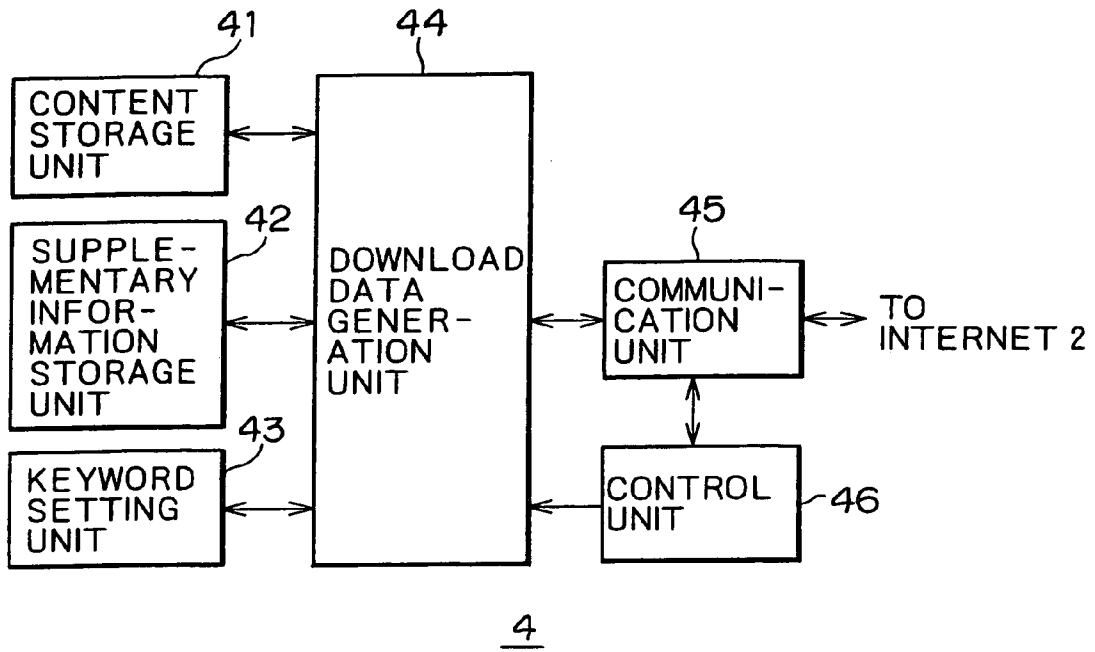 41
CONTENT
STORAGE
UNIT
42
SUPPLE-
MENTARY
INFOR-
MATION
STORAGE
UNIT
43
KEYWORD
SETTING
UNIT
44
DOWNLOAD
DATA
GENER-
ATION
UNIT
45
COMMUNI-
CATION
UNIT
TO
INTERNET 2
CONTROL
UNIT
46
4